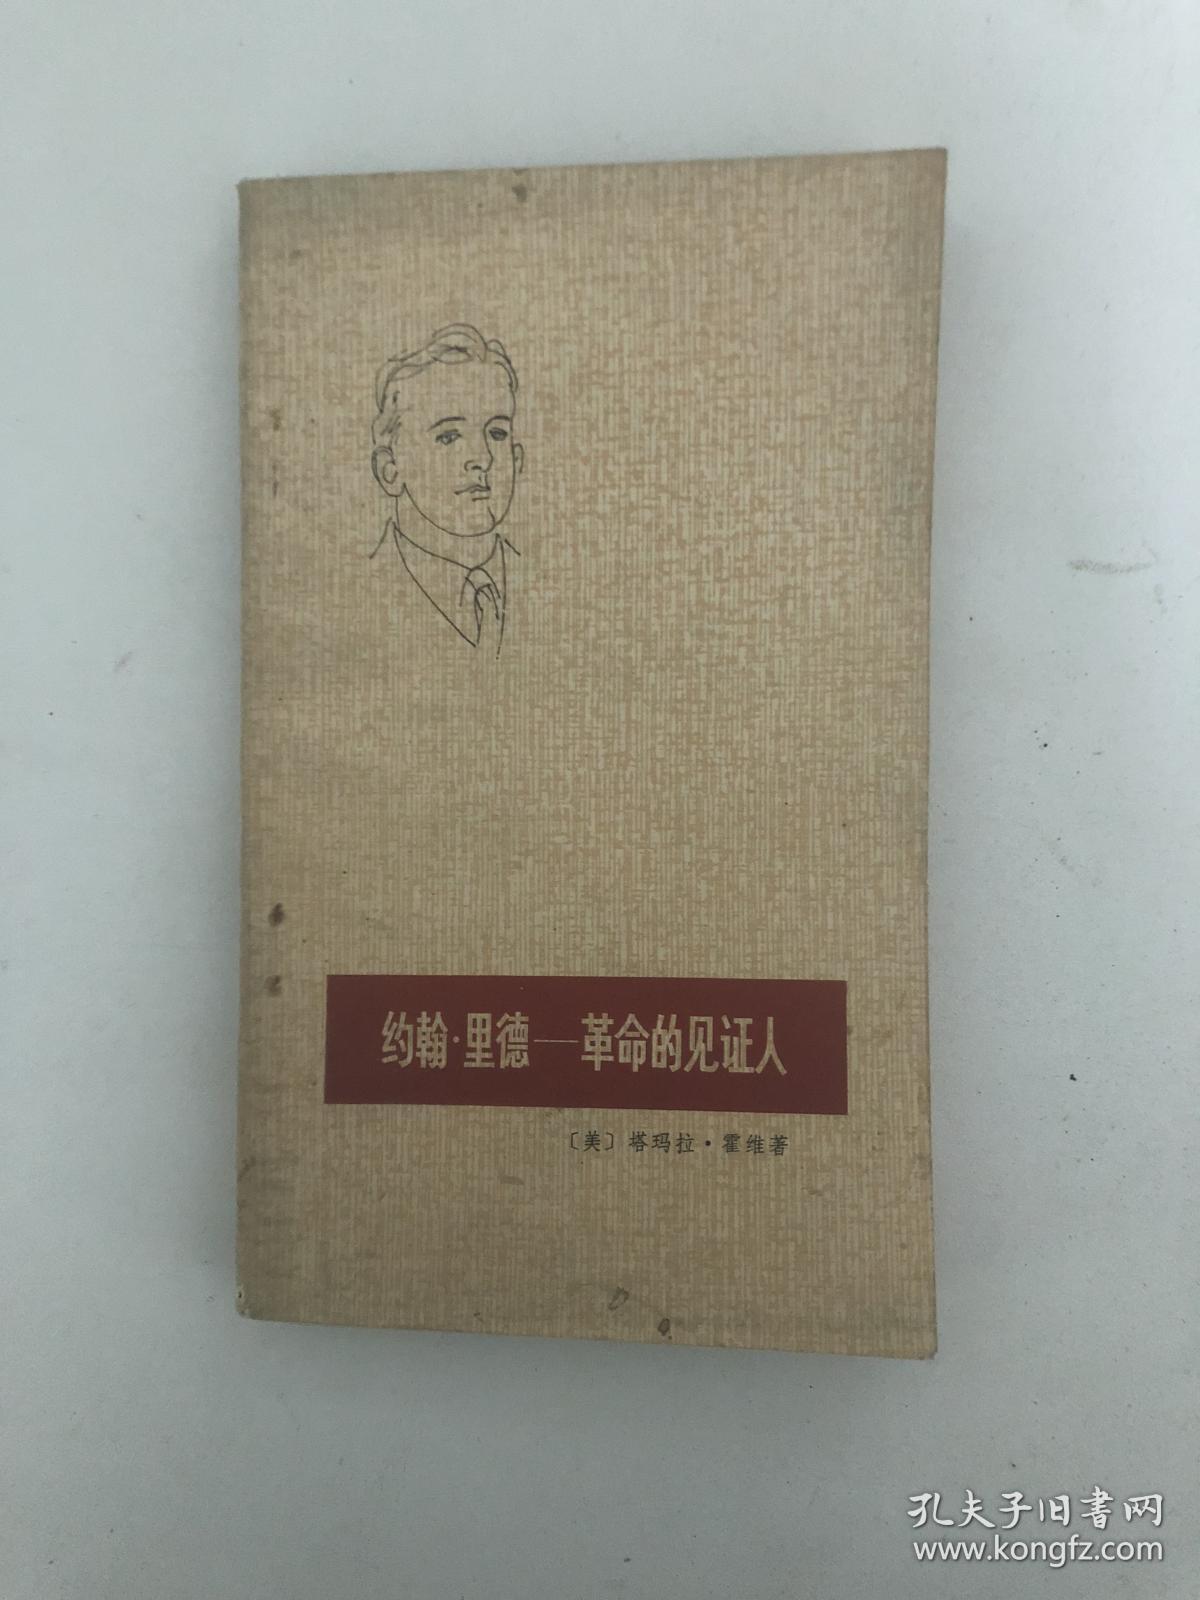 约翰·里德——革命的见证人
〔美〕塔玛拉·霍维著
孔夫子旧书网
www.kongfz.com